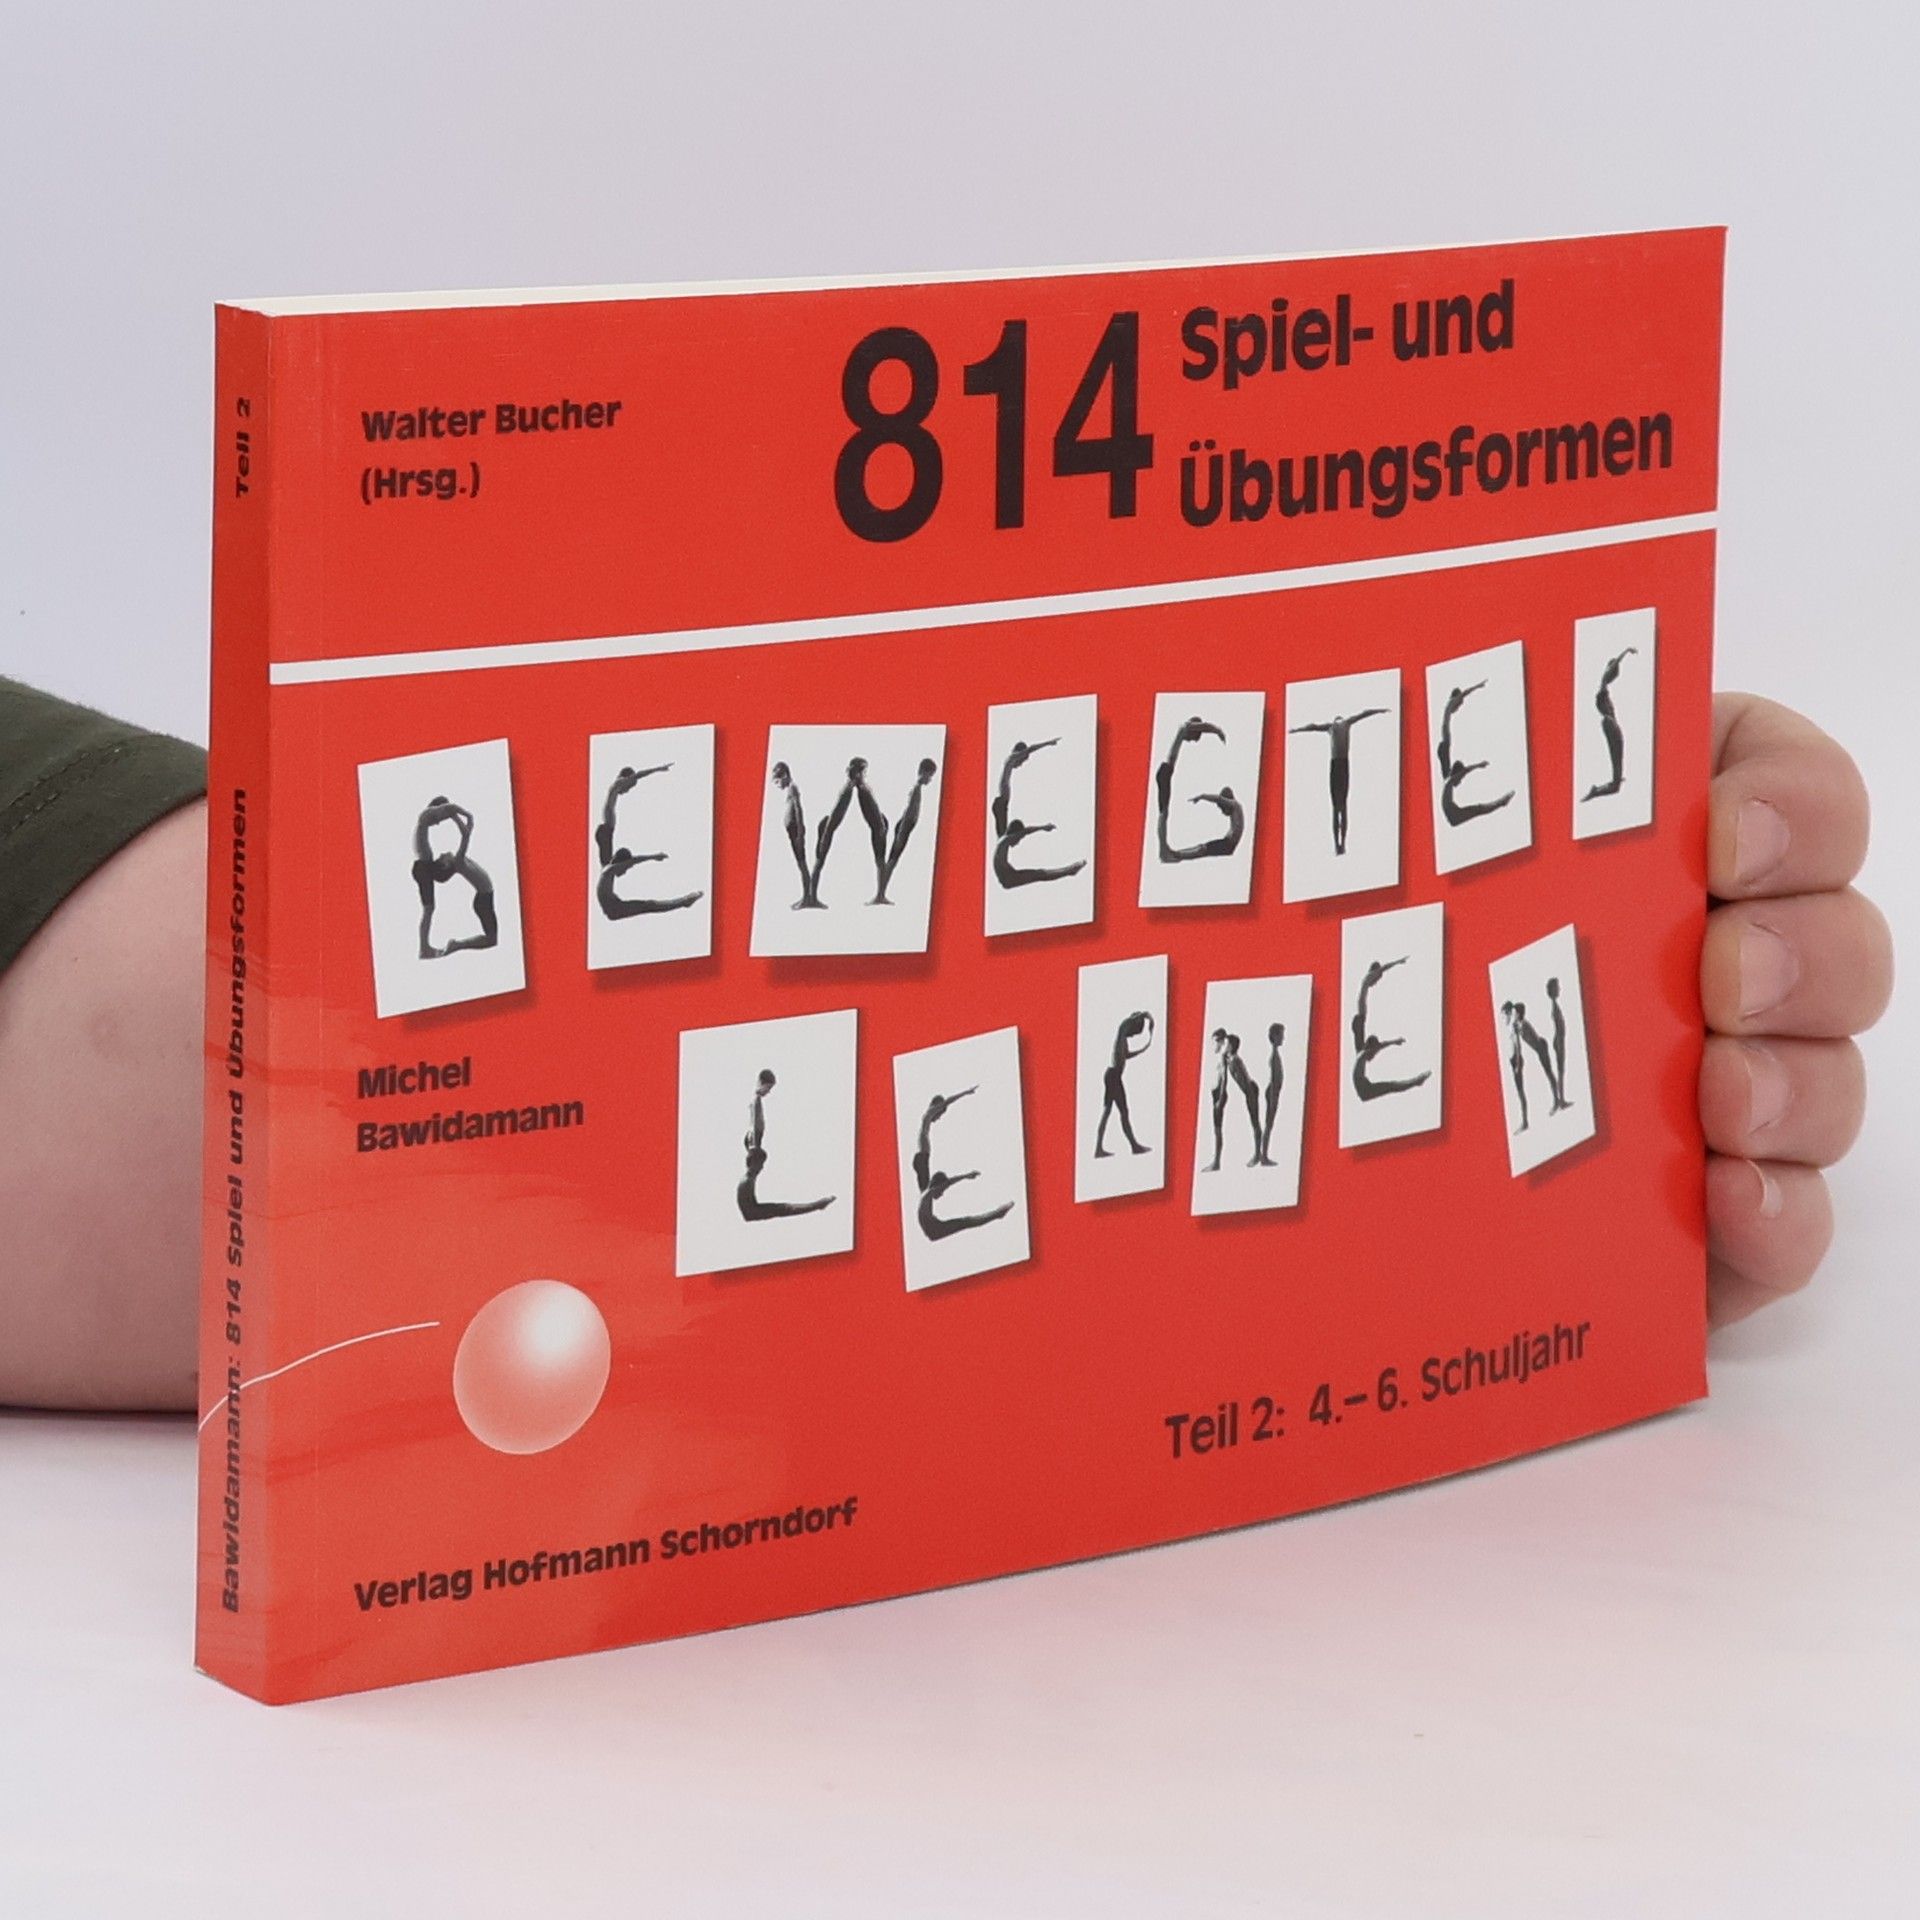 Walter Bucher
(Hrsg.)
814 Spiel- und
Übungsformen
BEWEGTES
LERNEN
Michel
Bawidamann
Teil 2: 4.–6. Schuljahr
Verlag Hofmann Schorndorf
Bawidamann: 814 Spiel und Übungsformen Teil 2